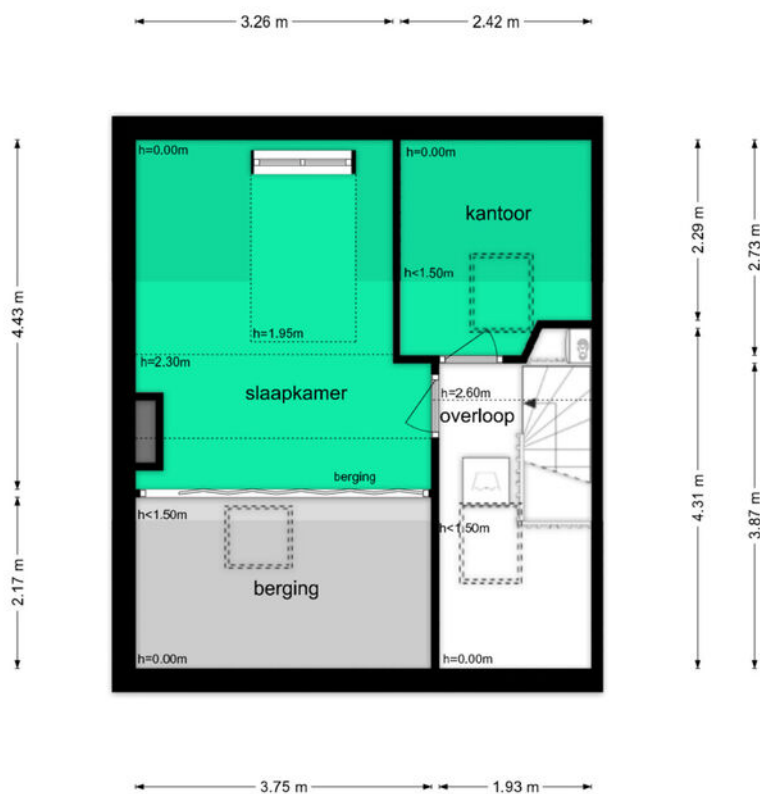 3.26 m
2.42 m
h=0.00m
h=0.00m
kantoor
h<1.50m
h=1.95m
h=2.30m
slaapkamer
h=2.60m
overloop
berging
h<1.50m
h<1.50m
berging
h=0.00m
h=0.00m
4.43 m
2.17 m
2.29 m
4.31 m
2.73 m
3.87 m
3.75 m
1.93 m